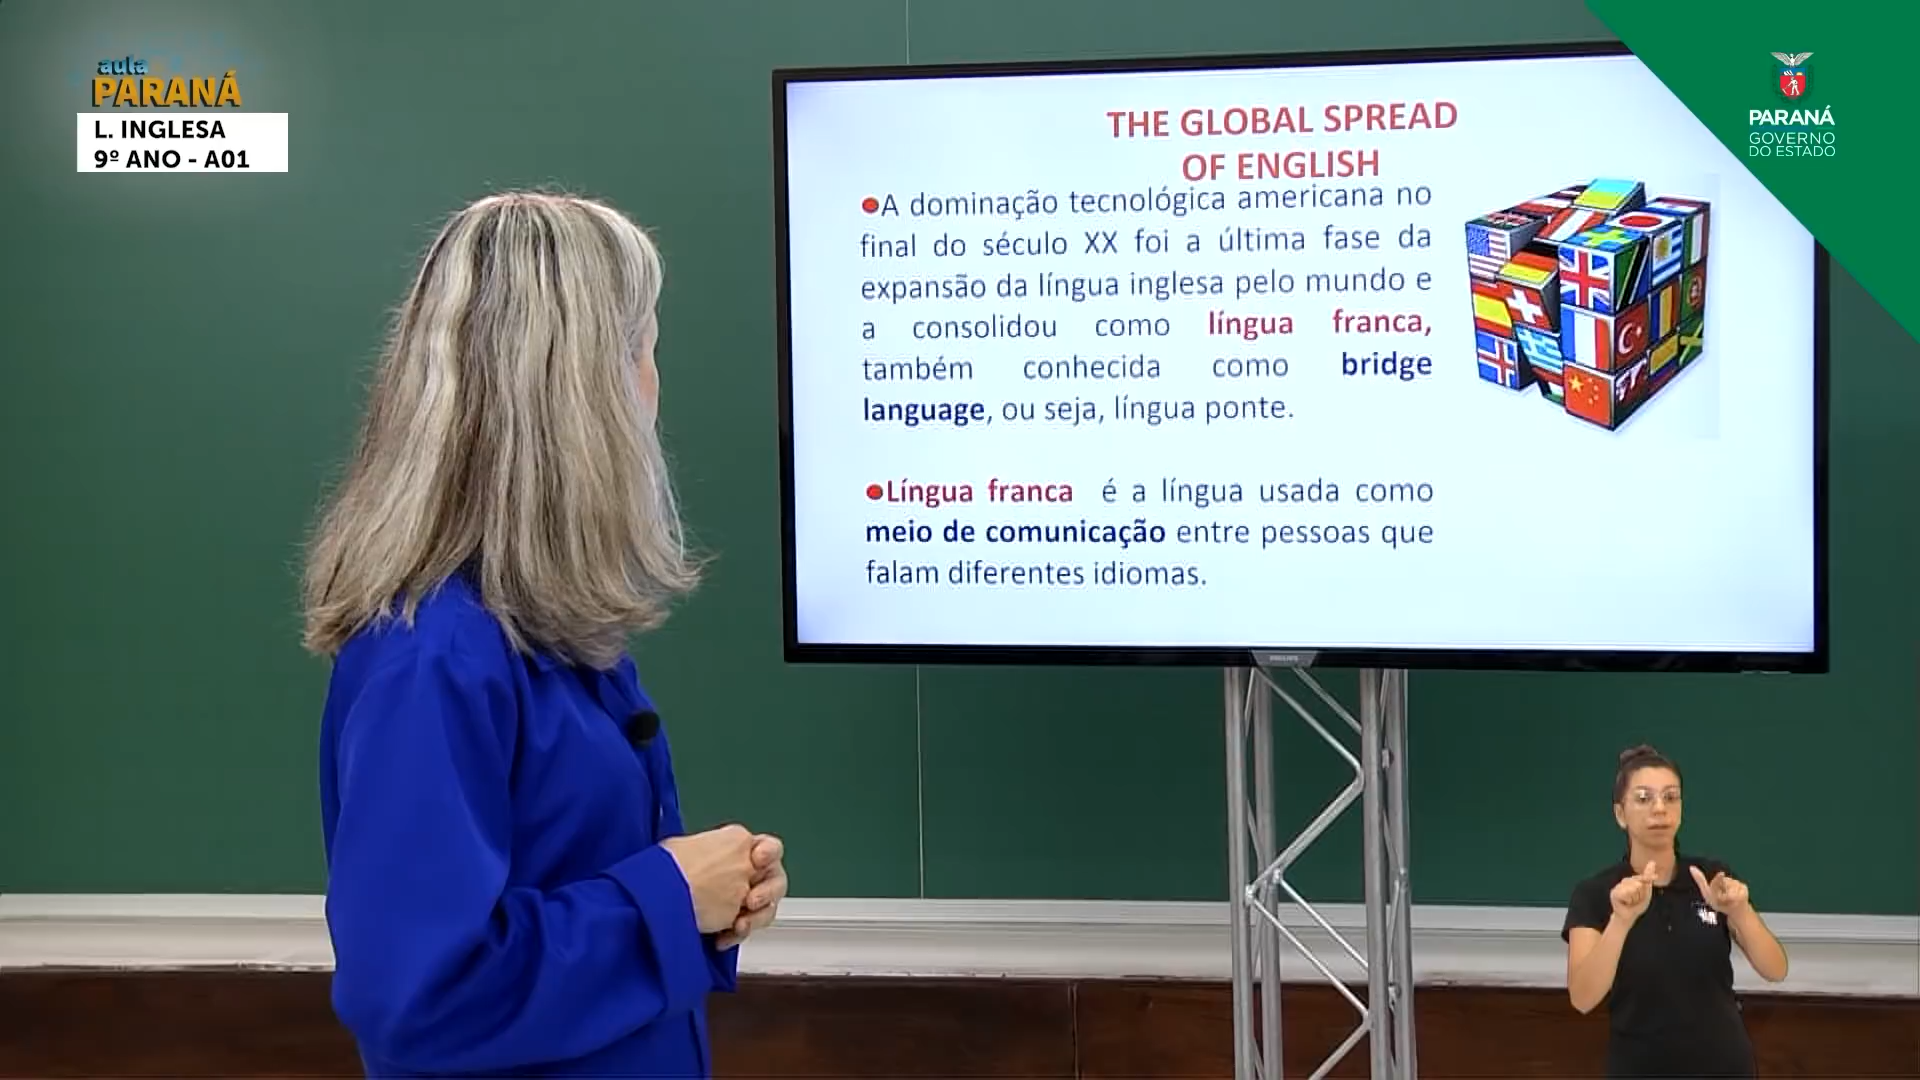 aula
PARANÁ
L. INGLESA
9º ANO - A01
THE GLOBAL SPREAD
OF ENGLISH
●A dominação tecnológica americana no
final do século XX foi a última fase da
expansão da língua inglesa pelo mundo e
a consolidou como língua franca,
também conhecida como bridge
language, ou seja, língua ponte.
●Língua franca é a língua usada como
meio de comunicação entre pessoas que
falam diferentes idiomas.
PARANÁ
GOVERNO
DO ESTADO
PHILIPS